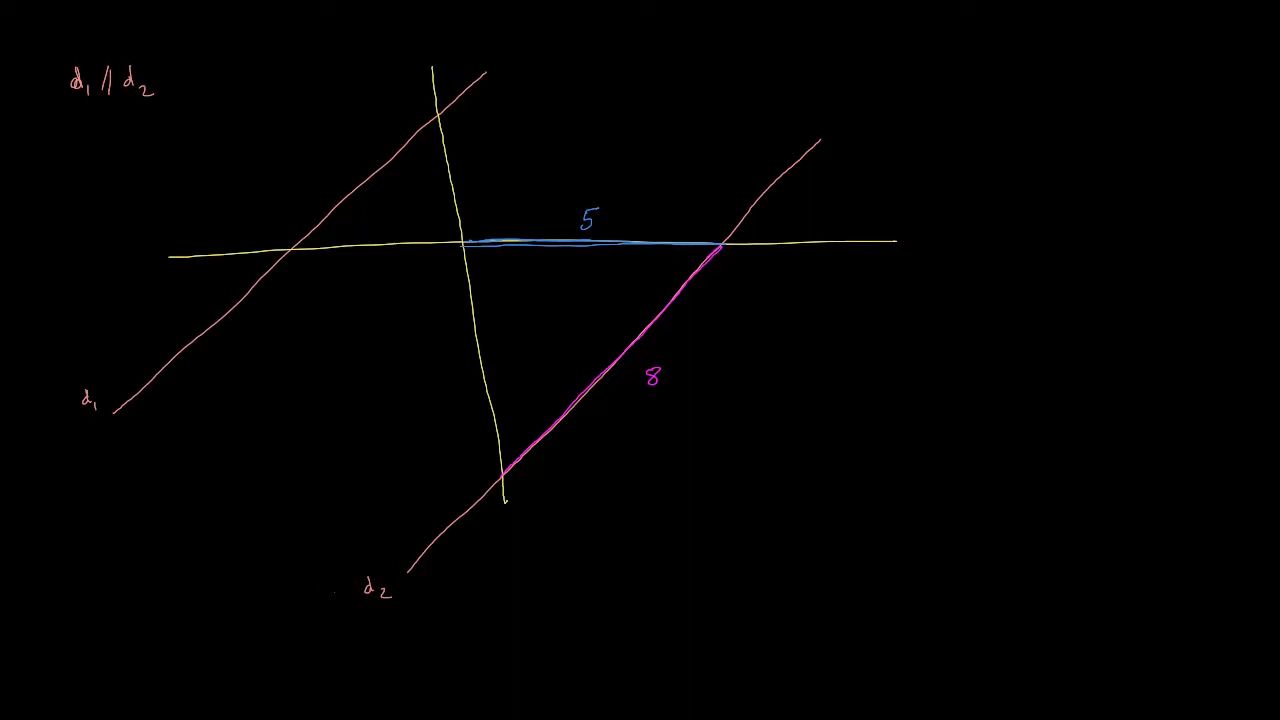 d₁ // d₂
5
8
d₁
d₂